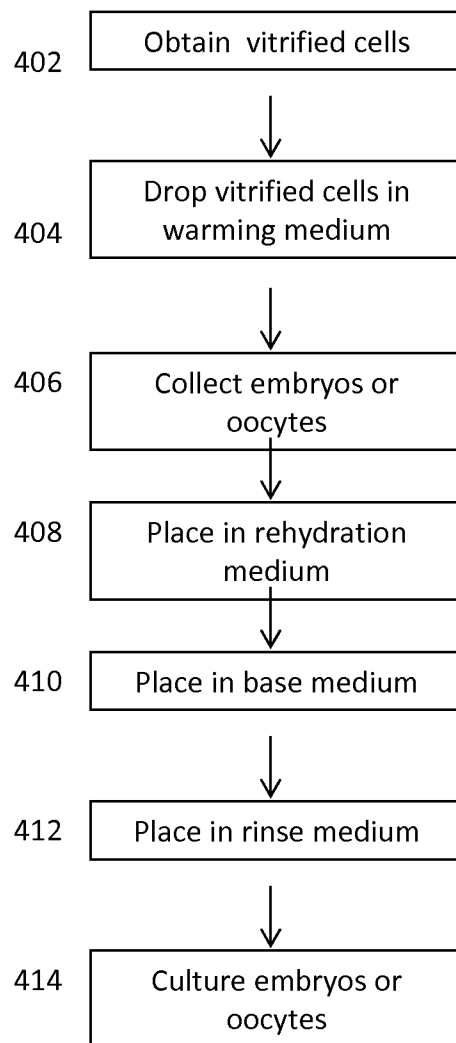 402
Obtain vitrified cells
404
Drop vitrified cells in
warming medium
406
Collect embryos or
oocytes
408
Place in rehydration
medium
410
Place in base medium
412
Place in rinse medium
414
Culture embryos or
oocytes